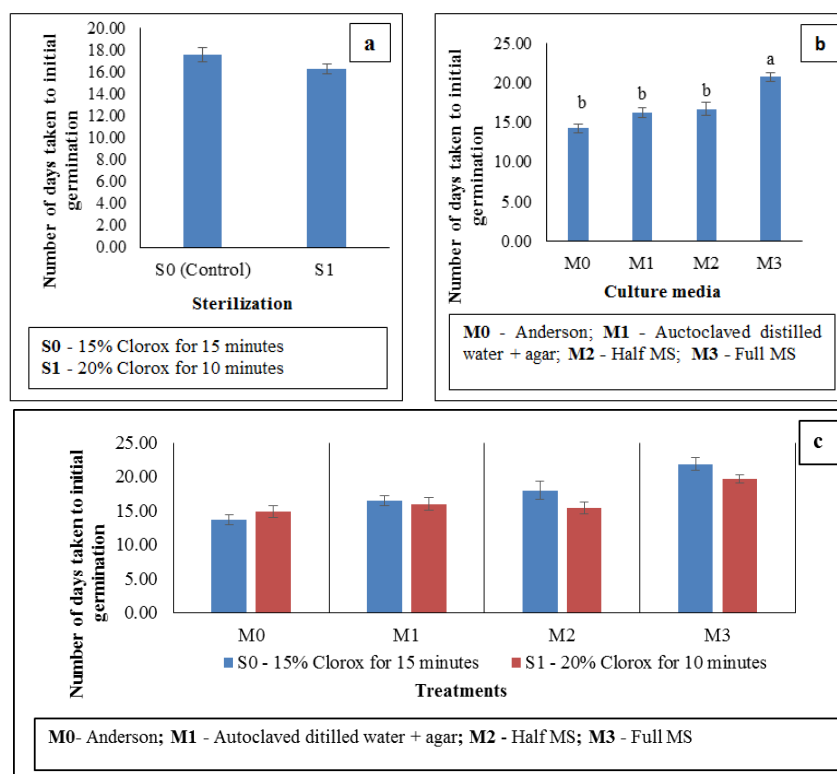 a
Number of days taken to initial
germination
20.00
18.00
16.00
14.00
12.00
10.00
8.00
6.00
4.00
2.00
0.00
S0 (Control) S1
Sterilization
S0 - 15% Clorox for 15 minutes
S1 - 20% Clorox for 10 minutes
b
Number of days taken to initial
germination
25.00
20.00
15.00
10.00
5.00
0.00
b b b a
M0 M1 M2 M3
Culture media
M0 - Anderson; M1 - Auctoclaved distilled
water + agar; M2 - Half MS; M3 - Full MS
c
Number of days taken to initial
germination
25.00
20.00
15.00
10.00
5.00
0.00
M0 M1 M2 M3
S0 - 15% Clorox for 15 minutes S1 - 20% Clorox for 10 minutes
Treatments
M0- Anderson; M1 - Autoclaved ditilled water + agar; M2 - Half MS; M3 - Full MS